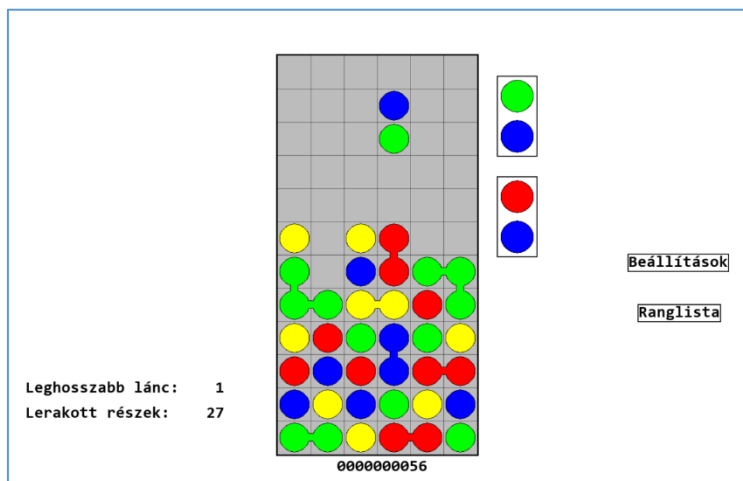 Beállítások
Ranglista
Leghosszabb lánc: 1
Lerakott részek: 27
0000000056